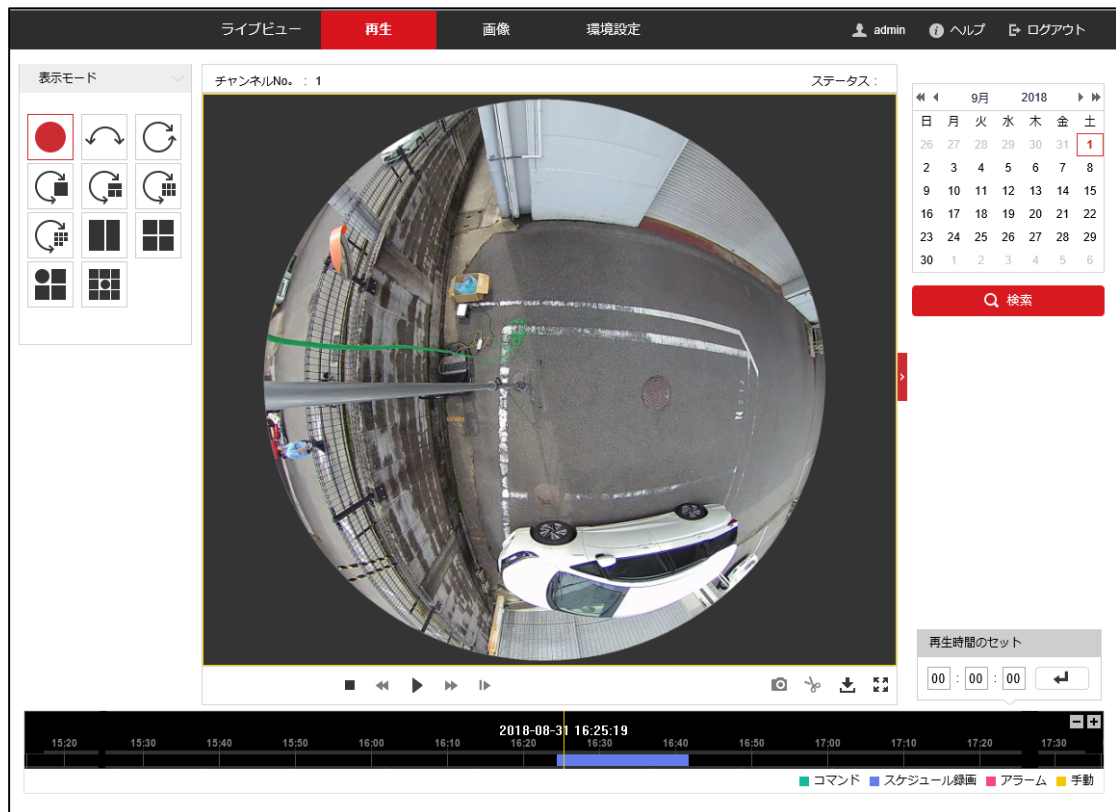 ライブビュー 再生 画像 環境設定 admin ヘルプ ログアウト
表示モード
チャンネルNo。 : 1 ステータス :
9月 2018
日 月 火 水 木 金 土
26 27 28 29 30 31 1
2 3 4 5 6 7 8
9 10 11 12 13 14 15
16 17 18 19 20 21 22
23 24 25 26 27 28 29
30 1 2 3 4 5 6
検索
再生時間のセット
00 : 00 : 00
2018-08-31 16:25:19
15:20 15:30 15:40 15:50 16:00 16:10 16:20 16:30 16:40 16:50 17:00 17:10 17:20 17:30
コマンド スケジュール録画 アラーム 手動